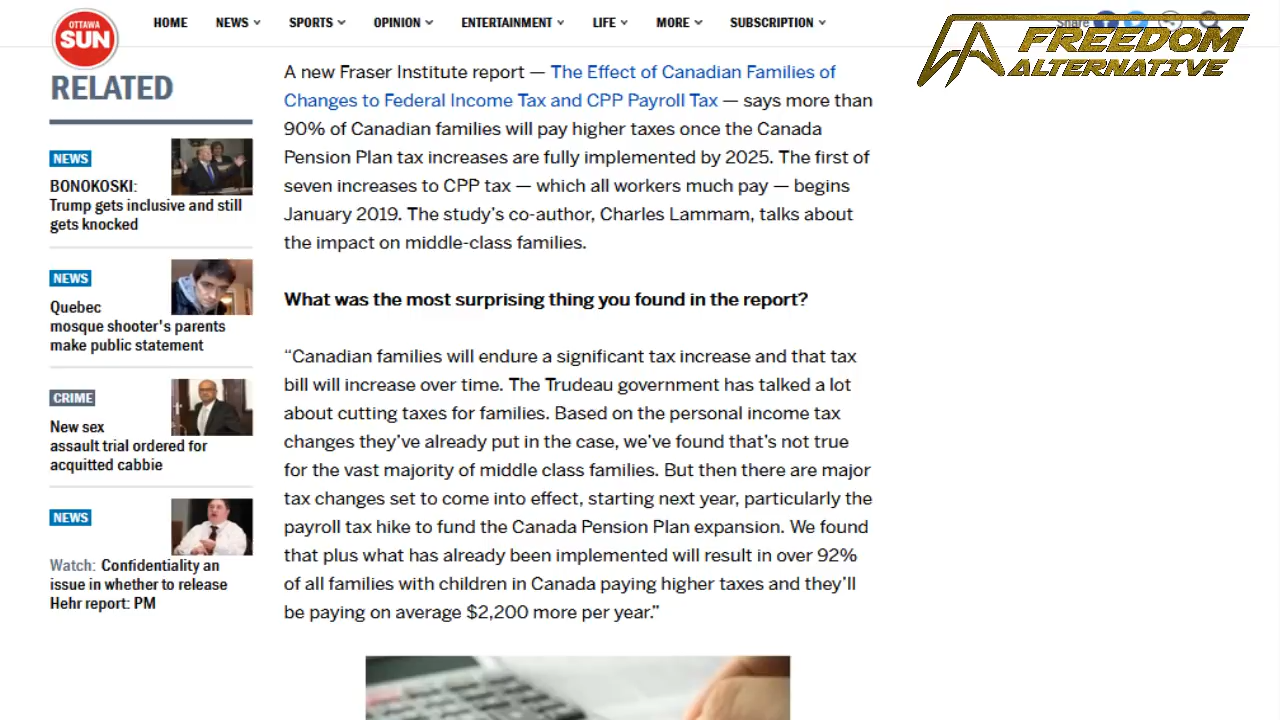 OTTAWA
SUN
HOME
NEWS
SPORTS
OPINION
ENTERTAINMENT
LIFE
MORE
SUBSCRIPTION
Share
FREEDOM
ALTERNATIVE
RELATED
NEWS
BONOKOSKI:
Trump gets inclusive and still
gets knocked
NEWS
Quebec
mosque shooter's parents
make public statement
CRIME
New sex
assault trial ordered for
acquitted cabbie
NEWS
Watch: Confidentiality an
issue in whether to release
Hehr report: PM
A new Fraser Institute report — The Effect of Canadian Families of
Changes to Federal Income Tax and CPP Payroll Tax — says more than
90% of Canadian families will pay higher taxes once the Canada
Pension Plan tax increases are fully implemented by 2025. The first of
seven increases to CPP tax — which all workers much pay — begins
January 2019. The study’s co-author, Charles Lammam, talks about
the impact on middle-class families.
What was the most surprising thing you found in the report?
“Canadian families will endure a significant tax increase and that tax
bill will increase over time. The Trudeau government has talked a lot
about cutting taxes for families. Based on the personal income tax
changes they’ve already put in the case, we’ve found that’s not true
for the vast majority of middle class families. But then there are major
tax changes set to come into effect, starting next year, particularly the
payroll tax hike to fund the Canada Pension Plan expansion. We found
that plus what has already been implemented will result in over 92%
of all families with children in Canada paying higher taxes and they’ll
be paying on average $2,200 more per year.”